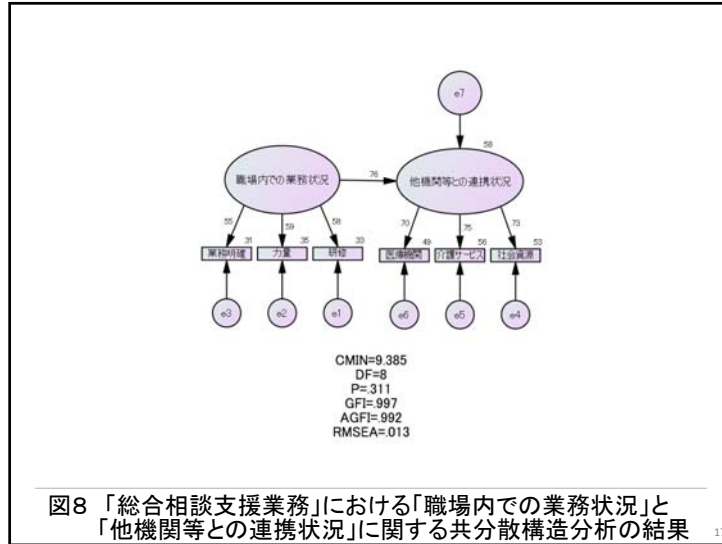 e7
58
職場内での業務状況
76
他機関等との連携状況
55
59
58
70
75
73
31
35
33
49
56
53
業務明確
力量
研修
医療機関
介護サービス
社会資源
e3
e2
e1
e6
e5
e4
CMIN=9.385
DF=8
P=.311
GFI=.997
AGFI=.992
RMSEA=.013
図8 「総合相談支援業務」における「職場内での業務状況」と
「他機関等との連携状況」に関する共分散構造分析の結果